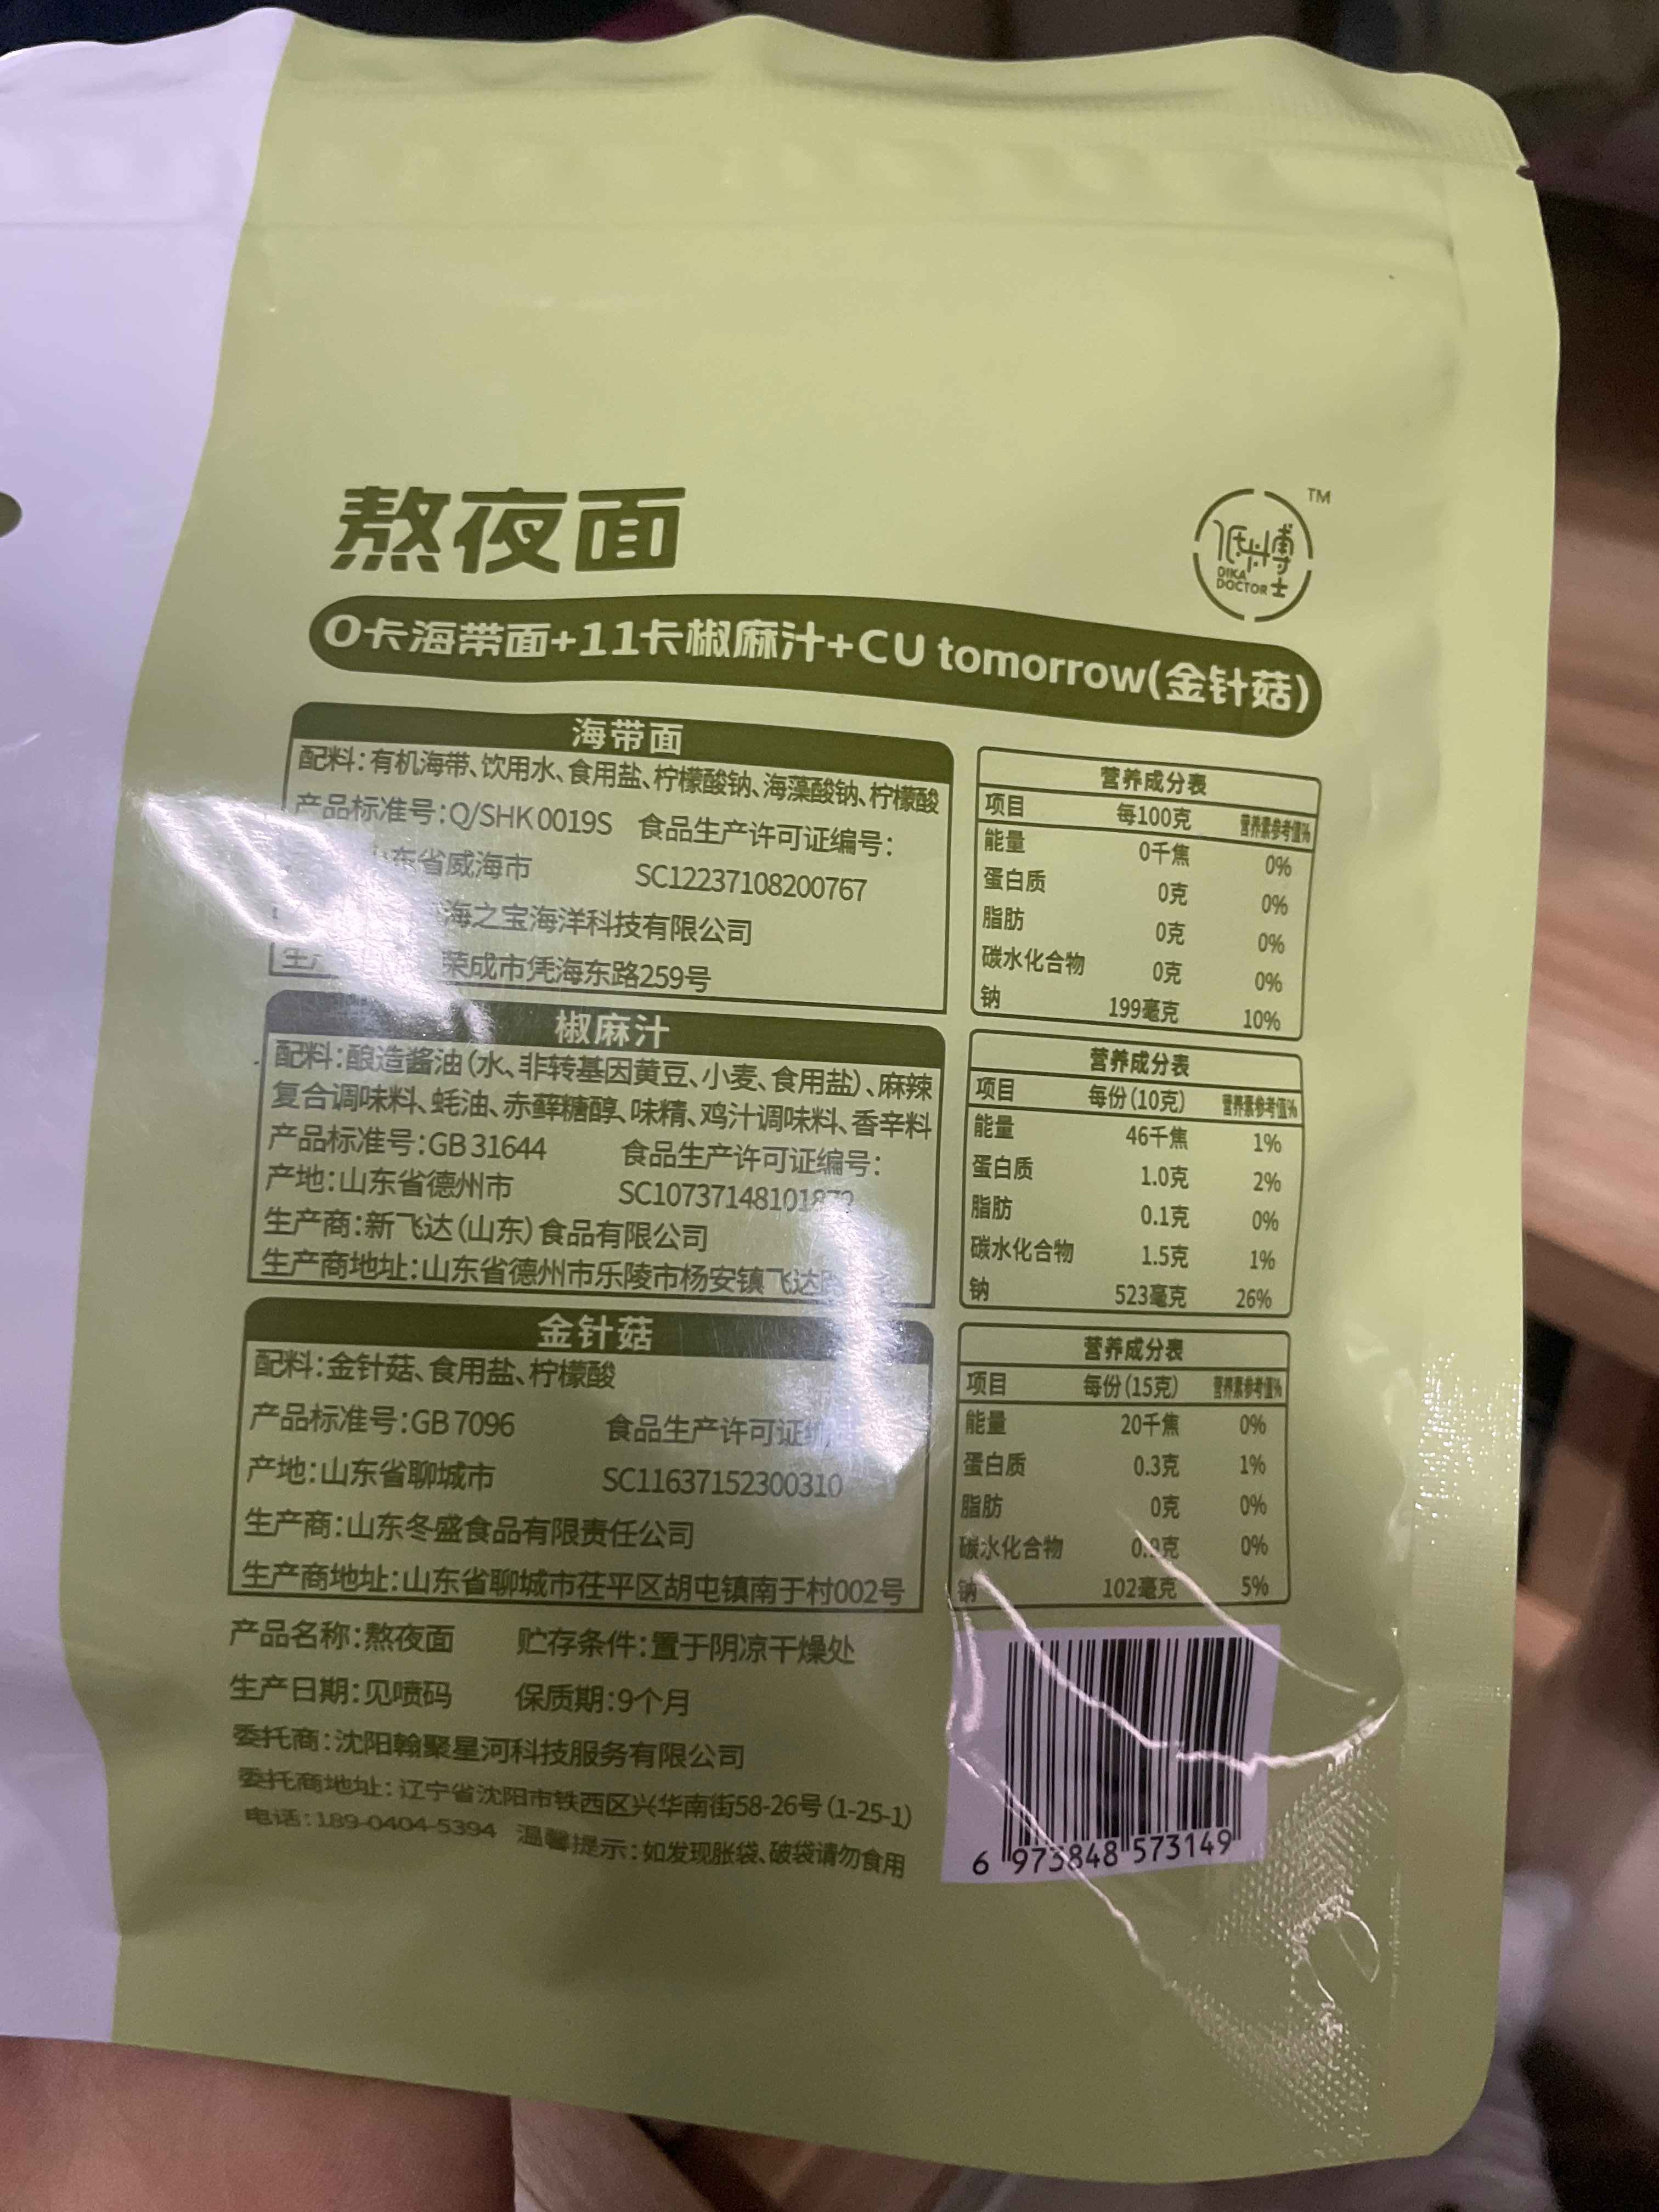 熬夜面
低卡博士
DIKA
DOCTOR
TM
0卡海带面+11卡椒麻汁+CU tomorrow(金针菇)
海带面
配料:有机海带、饮用水、食用盐、柠檬酸钠、海藻酸钠、柠檬酸
产品标准号:Q/SHK 0019S 食品生产许可证编号:
东省威海市 SC12237108200767
海之宝海洋科技有限公司
荣成市凭海东路259号
营养成分表
项目 每100克 营养素参考值%
能量 0千焦 0%
蛋白质 0克 0%
脂肪 0克 0%
碳水化合物 0克 0%
钠 199毫克 10%
椒麻汁
配料:酿造酱油(水、非转基因黄豆、小麦、食用盐)、麻辣
复合调味料、蚝油、赤藓糖醇、味精、鸡汁调味料、香辛料
产品标准号:GB 31644 食品生产许可证编号:
产地:山东省德州市
生产商:新飞达(山东)食品有限公司
生产商地址:山东省德州市乐陵市杨安镇飞达
营养成分表
项目 每份(10克) 营养素参考值%
能量 46千焦 1%
蛋白质 1.0克 2%
脂肪 0.1克 0%
碳水化合物 1.5克 1%
钠 523毫克 26%
金针菇
配料:金针菇、食用盐、柠檬酸
产品标准号:GB 7096 食品生产许可证编
产地:山东省聊城市 SC11637152300310
生产商:山东冬盛食品有限责任公司
生产商地址:山东省聊城市茌平区胡屯镇南于村002号
营养成分表
项目 每份(15克) 营养素参考值%
能量 20千焦 0%
蛋白质 0.3克 1%
脂肪 0克 0%
碳水化合物 0%
钠 102毫克 5%
产品名称:熬夜面 贮存条件:置于阴凉干燥处
生产日期:见喷码 保质期:9个月
委托商:沈阳翰聚星河科技服务有限公司
委托商地址:辽宁省沈阳市铁西区兴华南街58-26号(1-25-1)
电话:189-0404-5394 温馨提示:如发现胀袋、破袋请勿食用
6 973848 573149